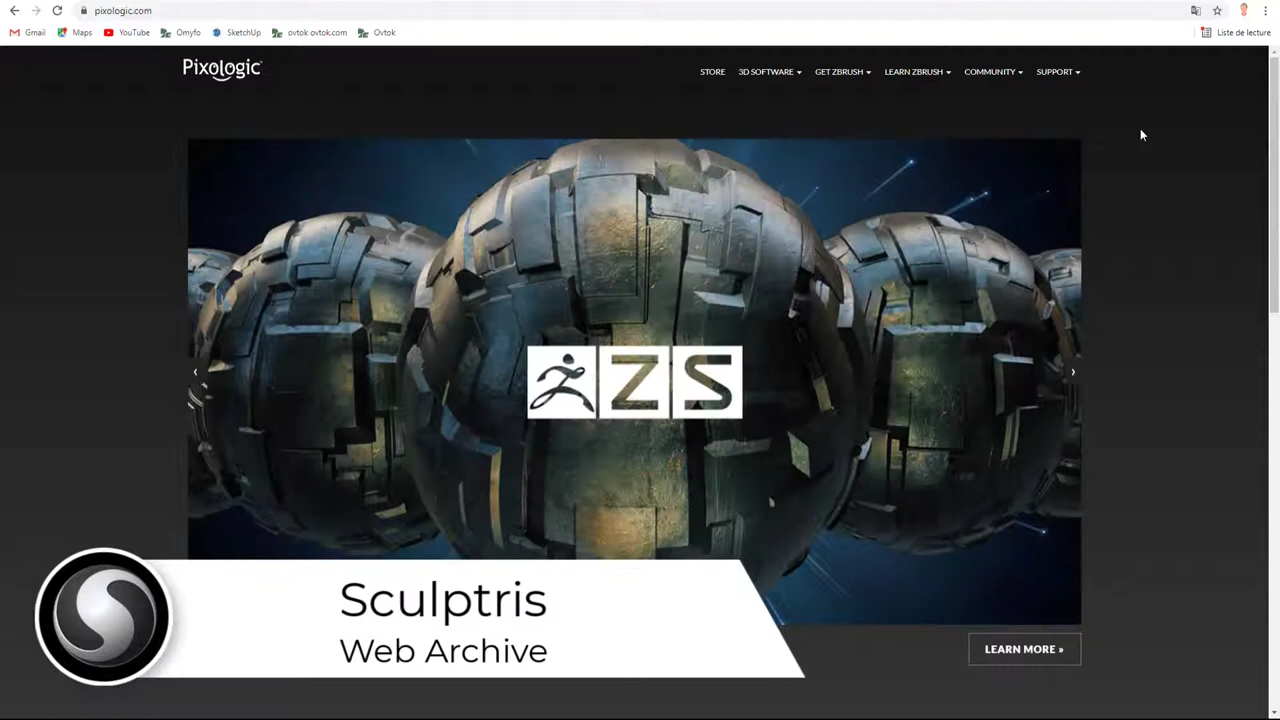 pixologic.com
Gmail Maps YouTube Omyfo SketchUp ovtok ovtok.com Ovtok Liste de lecture
Pixologic
STORE 3D SOFTWARE GET ZBRUSH LEARN ZBRUSH COMMUNITY SUPPORT
ZS
Sculptris
Web Archive
LEARN MORE »